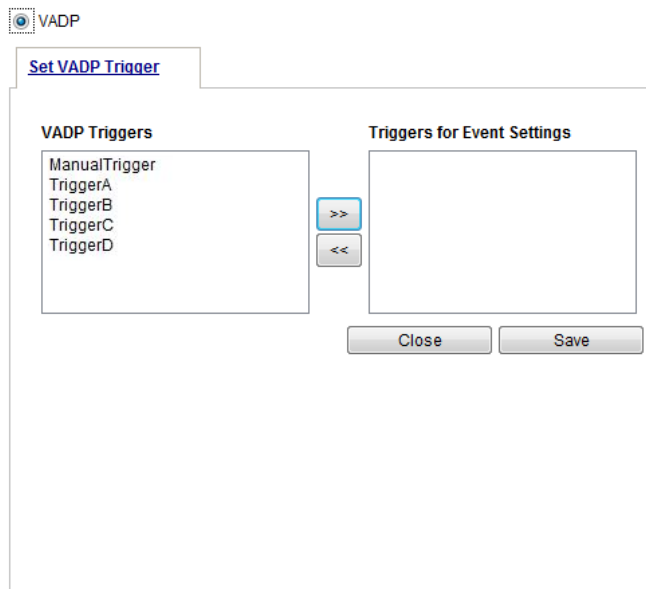 VADP
Set VADP Trigger
VADP Triggers
Triggers for Event Settings
ManualTrigger
TriggerA
TriggerB
TriggerC
TriggerD
>>
<<
Close
Save